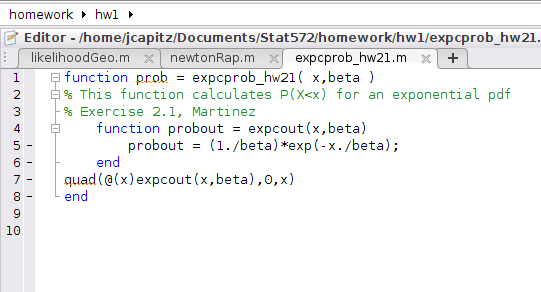 homework hw1
Editor - /home/jcapitz/Documents/Stat572/homework/hw1/expcprob_hw21.
likelihoodGeo.m newtonRap.m expcprob_hw21.m +
1 function prob = expcprob_hw21( x,beta )
2 % This function calculates P(X<x) for an exponential pdf
3 % Exercise 2.1, Martinez
4 function probout = expcout(x,beta)
5 - probout = (1./beta)*exp(-x./beta);
6 - end
7 - quad(@(x)expcout(x,beta),0,x)
8 - end
9
10